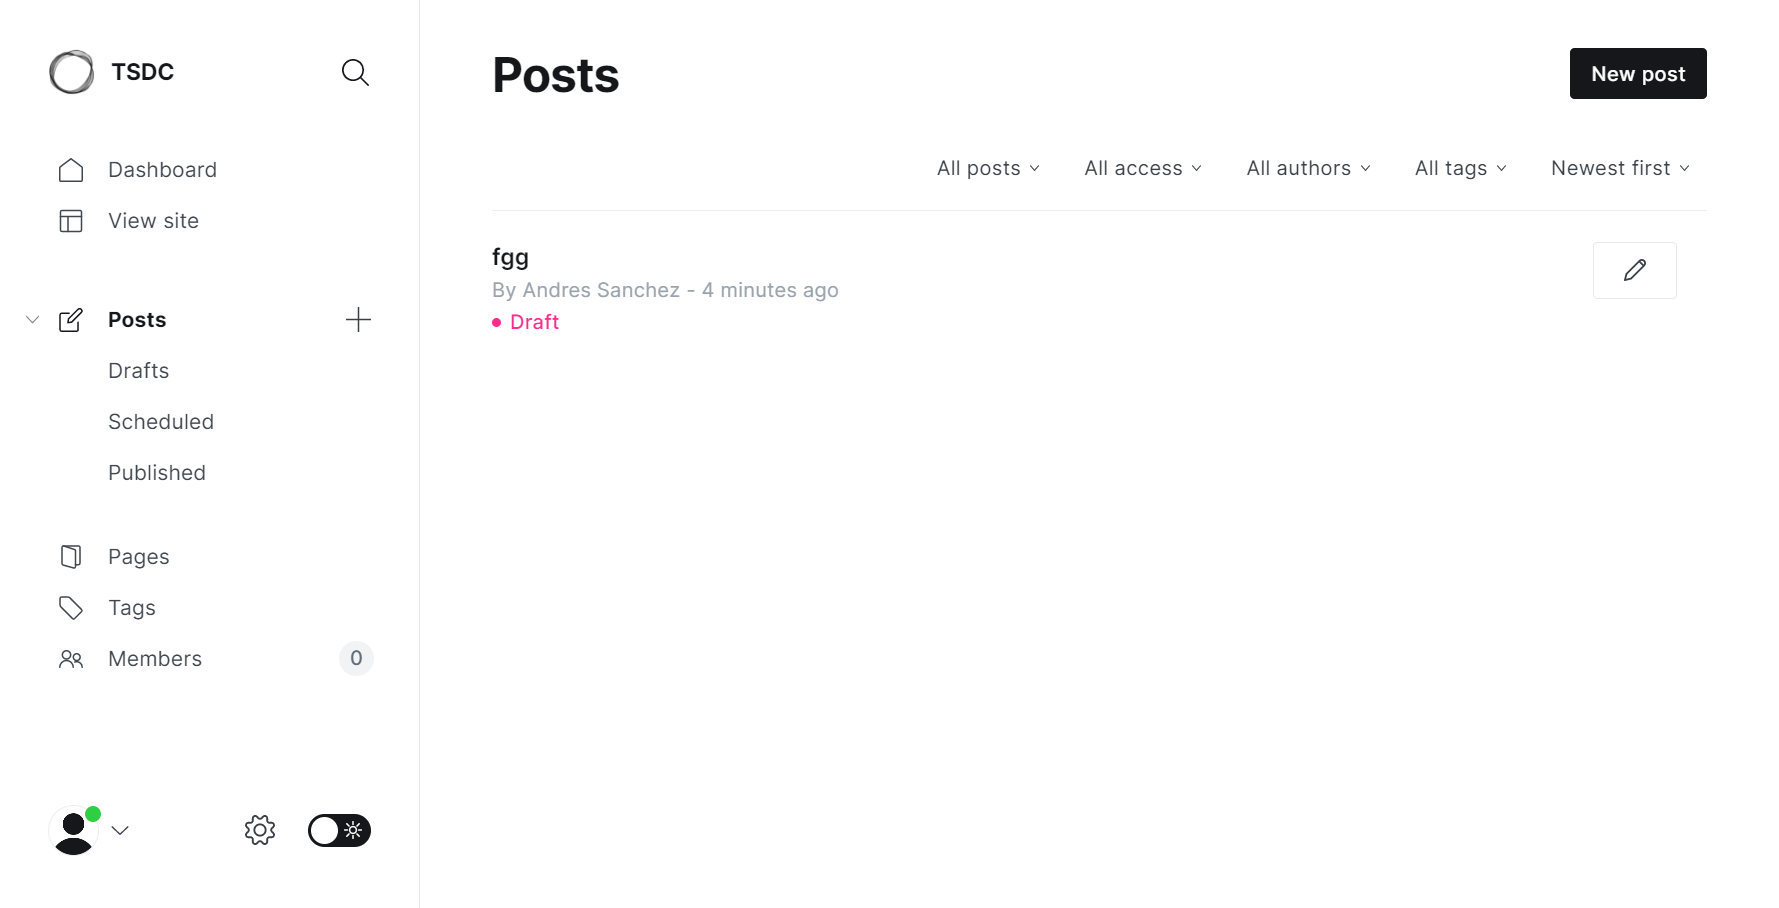 TSDC
Dashboard
View site
Posts
Drafts
Scheduled
Published
Pages
Tags
Members
0
Posts
New post
All posts
All access
All authors
All tags
Newest first
fgg
By Andres Sanchez - 4 minutes ago
Draft